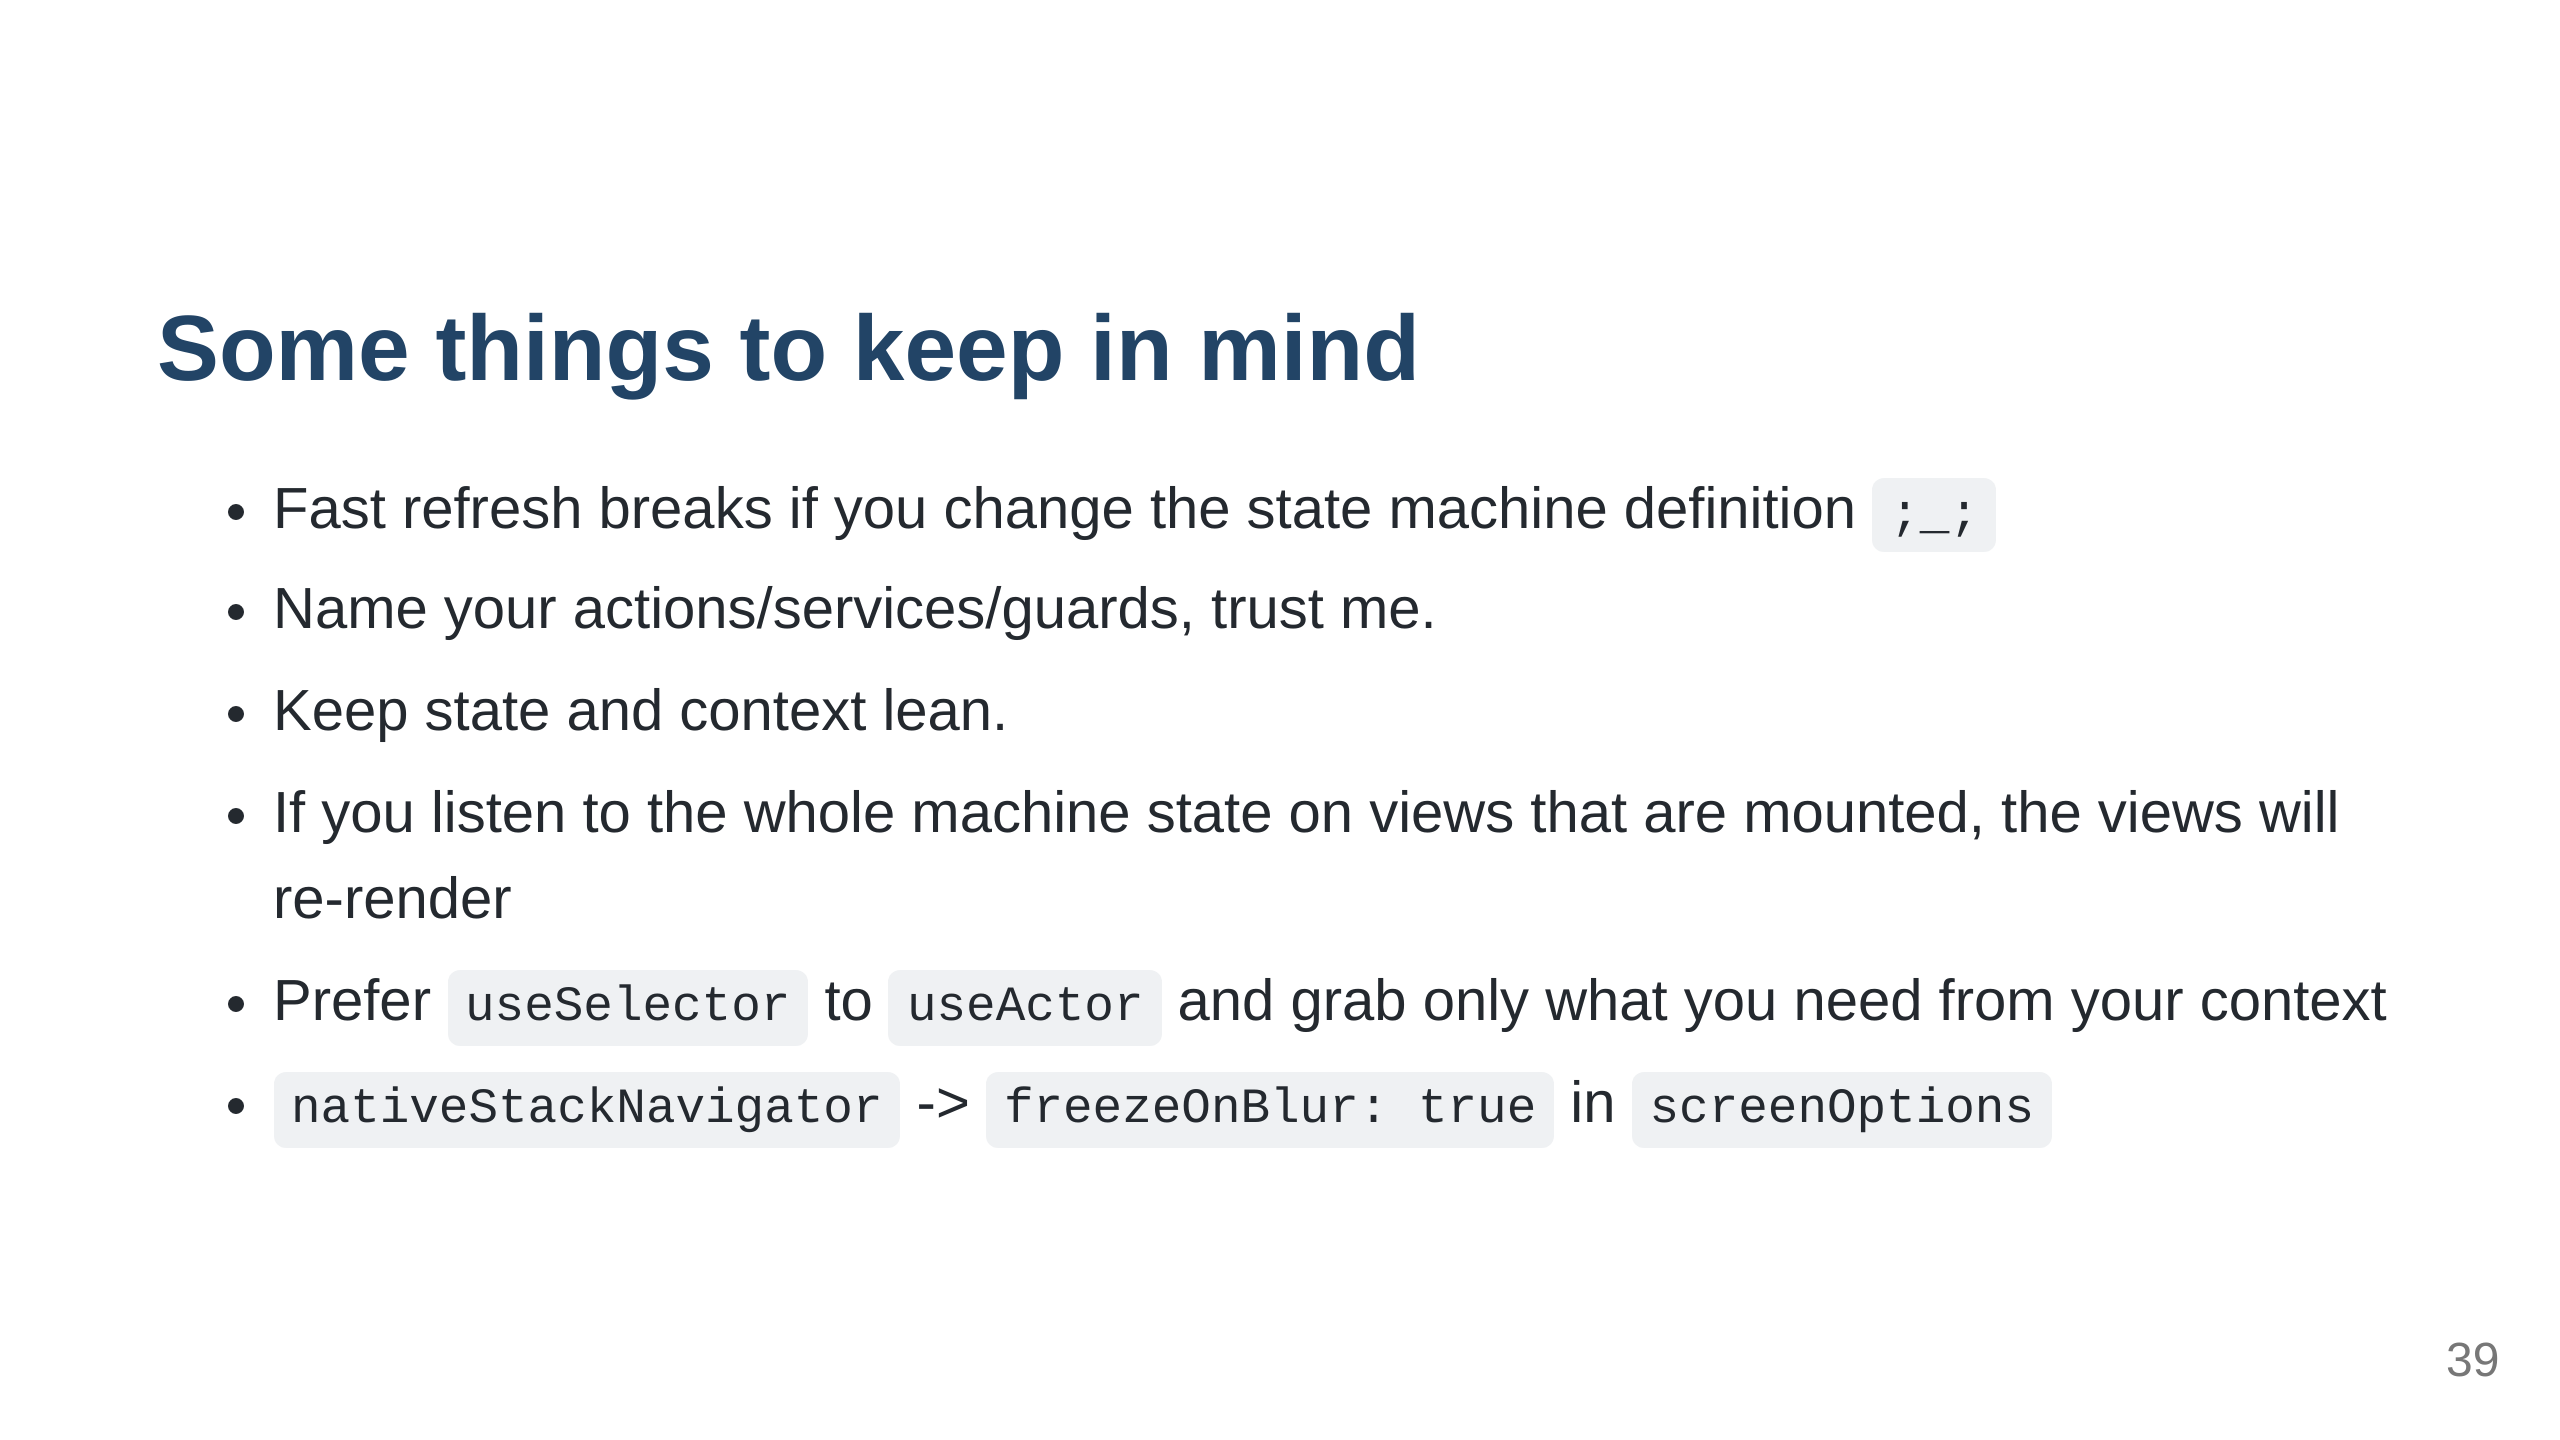 Some things to keep in mind
• Fast refresh breaks if you change the state machine definition ;_;
• Name your actions/services/guards, trust me.
• Keep state and context lean.
• If you listen to the whole machine state on views that are mounted, the views will
re-render
• Prefer useSelector to useActor and grab only what you need from your context
• nativeStackNavigator -> freezeOnBlur: true in screenOptions
39